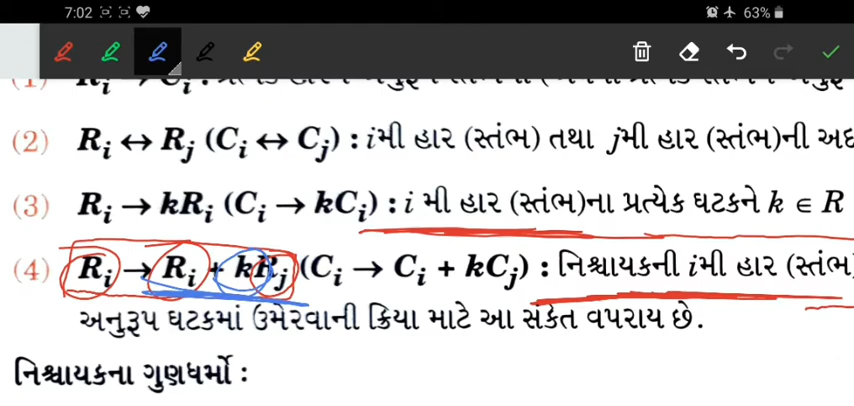 7:02 63%
(2) Rᵢ ↔ Rⱼ (Cᵢ ↔ Cⱼ) : iમી હાર (સ્તંભ) તથા jમી હાર (સ્તંભ)ની અદ
(3) Rᵢ → kRᵢ (Cᵢ → kCᵢ) : i મી હાર (સ્તંભ)ના પ્રત્યેક ઘટકને k ∈ R
(4) Rᵢ → Rᵢ + kRⱼ (Cᵢ → Cᵢ + kCⱼ) : નિશ્ચાયકની iમી હાર (સ્તંભ
અનુરૂપ ઘટકમાં ઉમેરવાની ક્રિયા માટે આ સંકેત વપરાય છે.
નિશ્ચાયકના ગુણધર્મો :